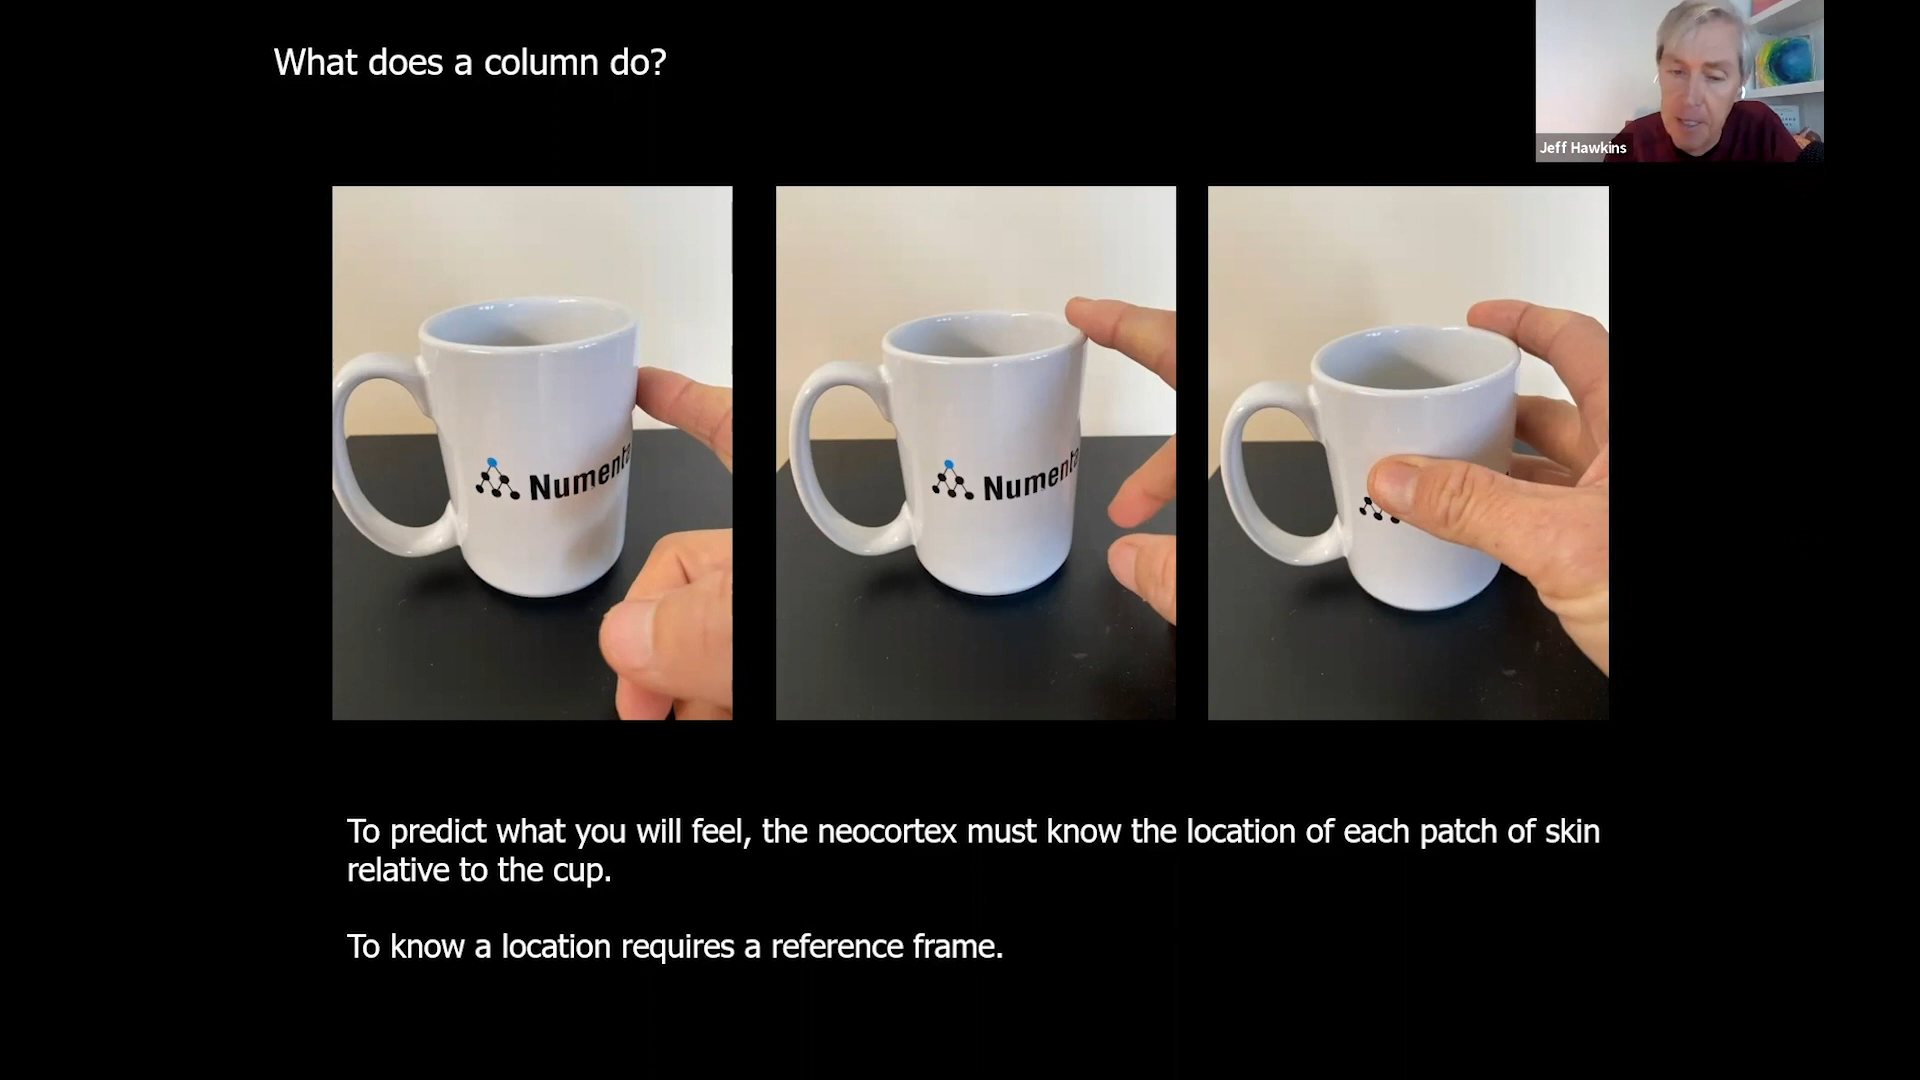 What does a column do?
Jeff Hawkins
Numenta
Numenta
To predict what you will feel, the neocortex must know the location of each patch of skin
relative to the cup.
To know a location requires a reference frame.